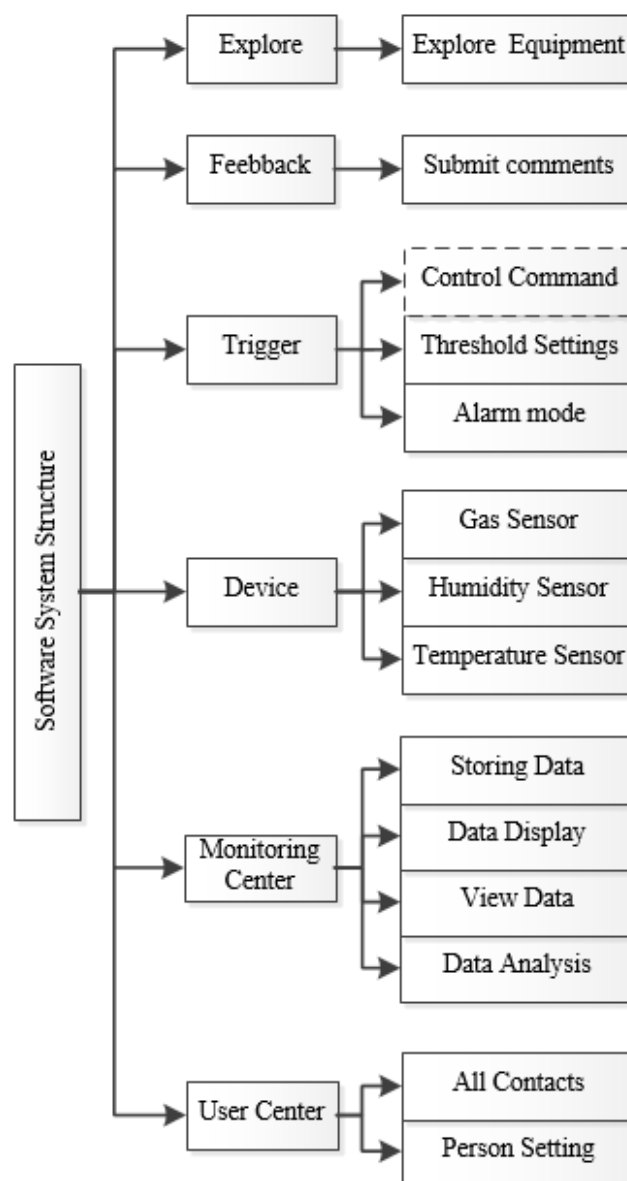 Software System Structure
Explore
Explore Equipment
Feebback
Submit comments
Trigger
Control Command
Threshold Settings
Alarm mode
Device
Gas Sensor
Humidity Sensor
Temperature Sensor
Monitoring
Center
Storing Data
Data Display
View Data
Data Analysis
User Center
All Contacts
Person Setting